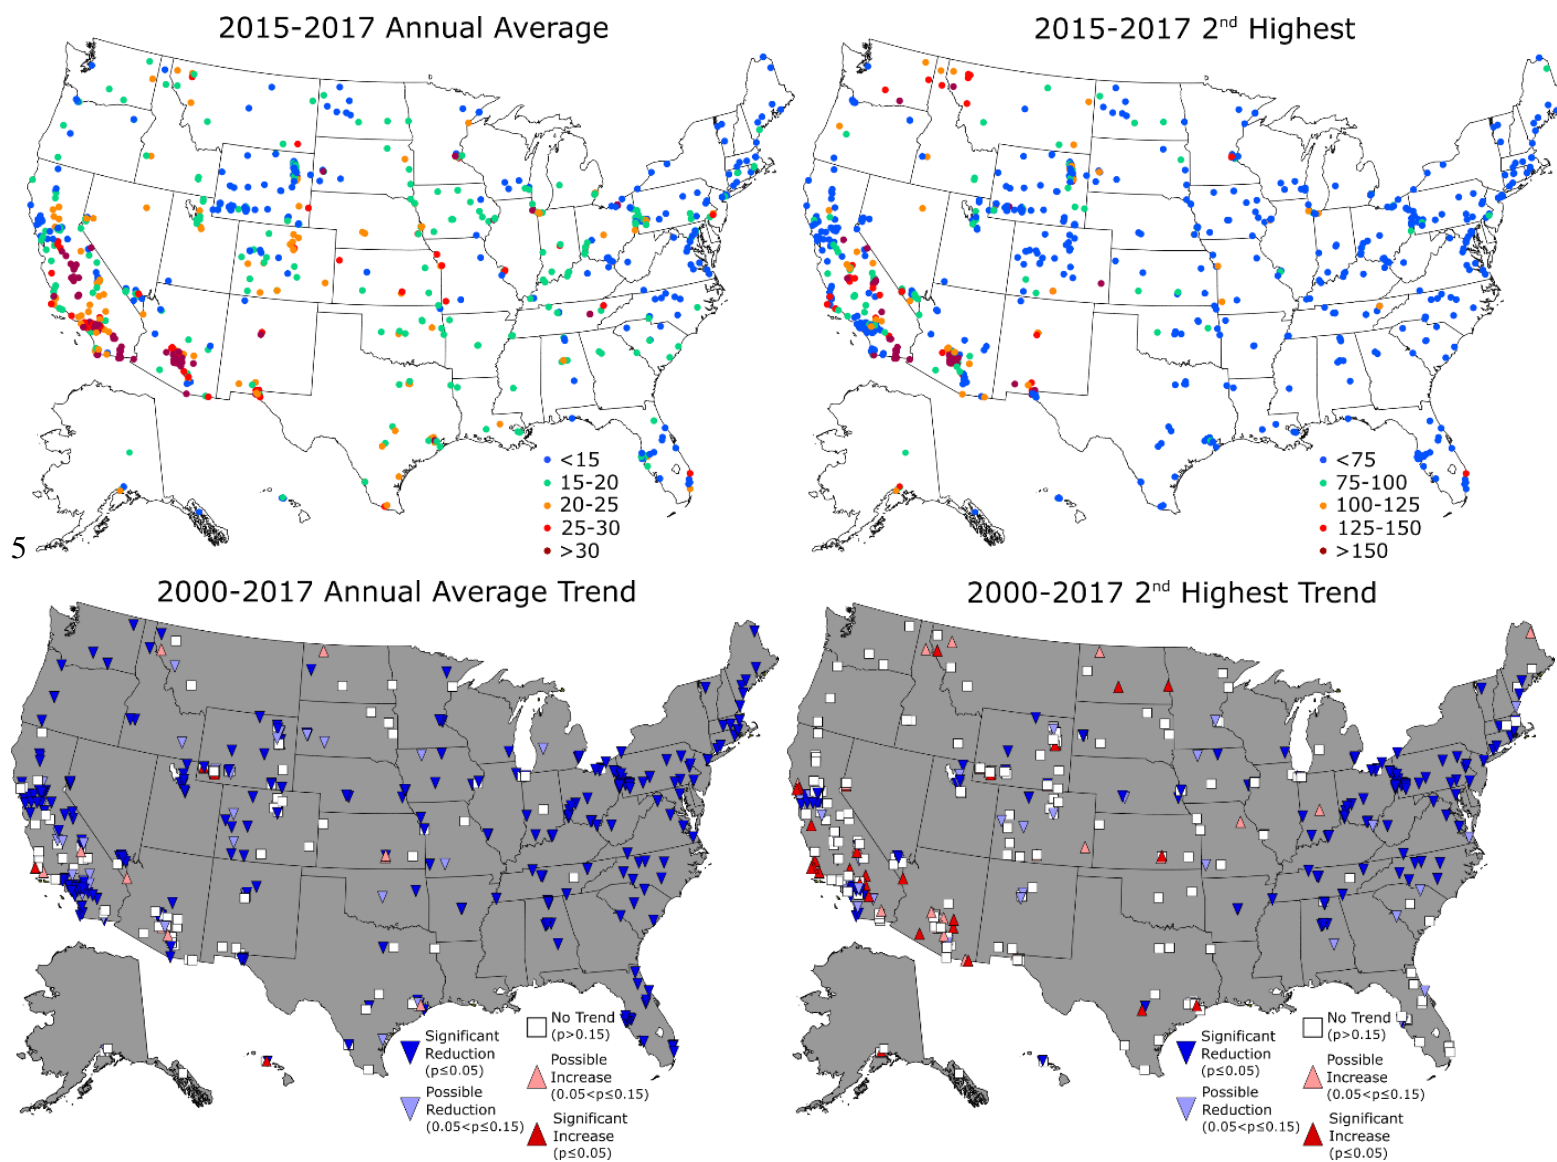 2015-2017 Annual Average
2015-2017 2nd Highest
<15
15-20
20-25
25-30
>30
<75
75-100
100-125
125-150
>150
5
2000-2017 Annual Average Trend
2000-2017 2nd Highest Trend
Significant
Reduction
(p≤0.05)
Possible
Reduction
(0.05<p≤0.15)
No Trend
(p>0.15)
Possible
Increase
(0.05<p≤0.15)
Significant
Increase
(p≤0.05)
Significant
Reduction
(p≤0.05)
Possible
Reduction
(0.05<p≤0.15)
No Trend
(p>0.15)
Possible
Increase
(0.05<p≤0.15)
Significant
Increase
(p≤0.05)